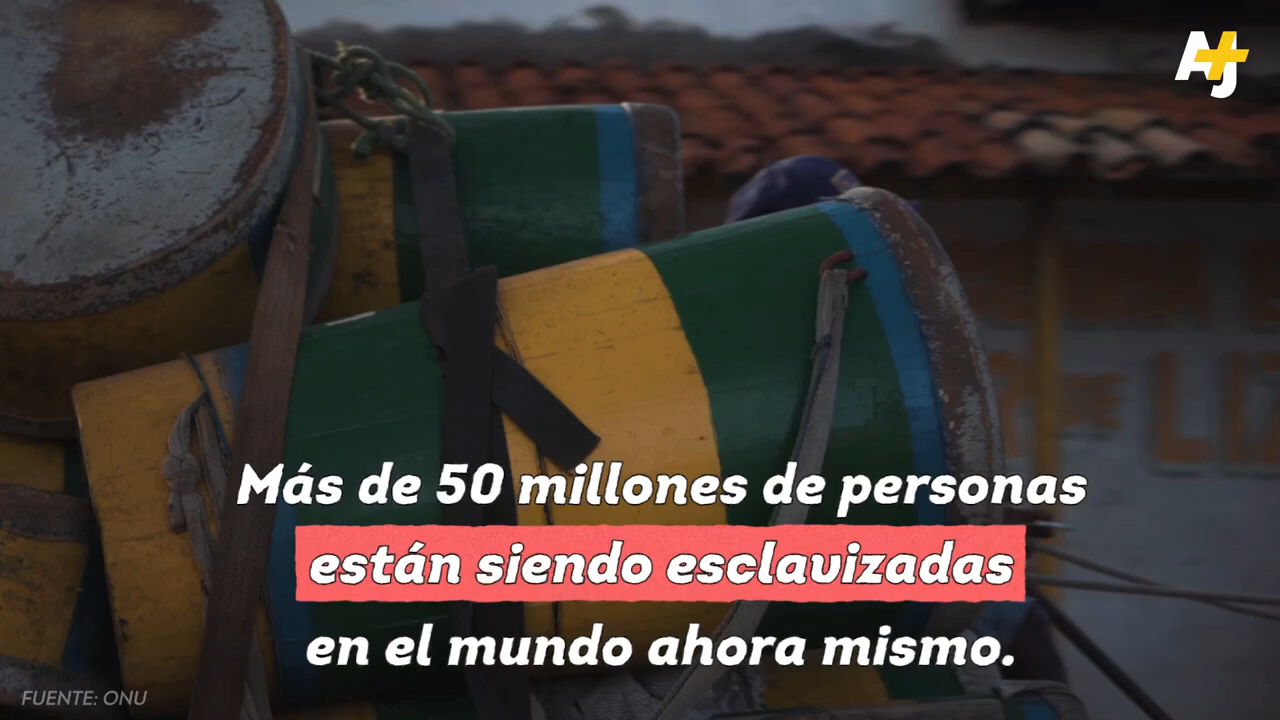 AJ+
Más de 50 millones de personas
están siendo esclavizadas
en el mundo ahora mismo.
FUENTE: ONU